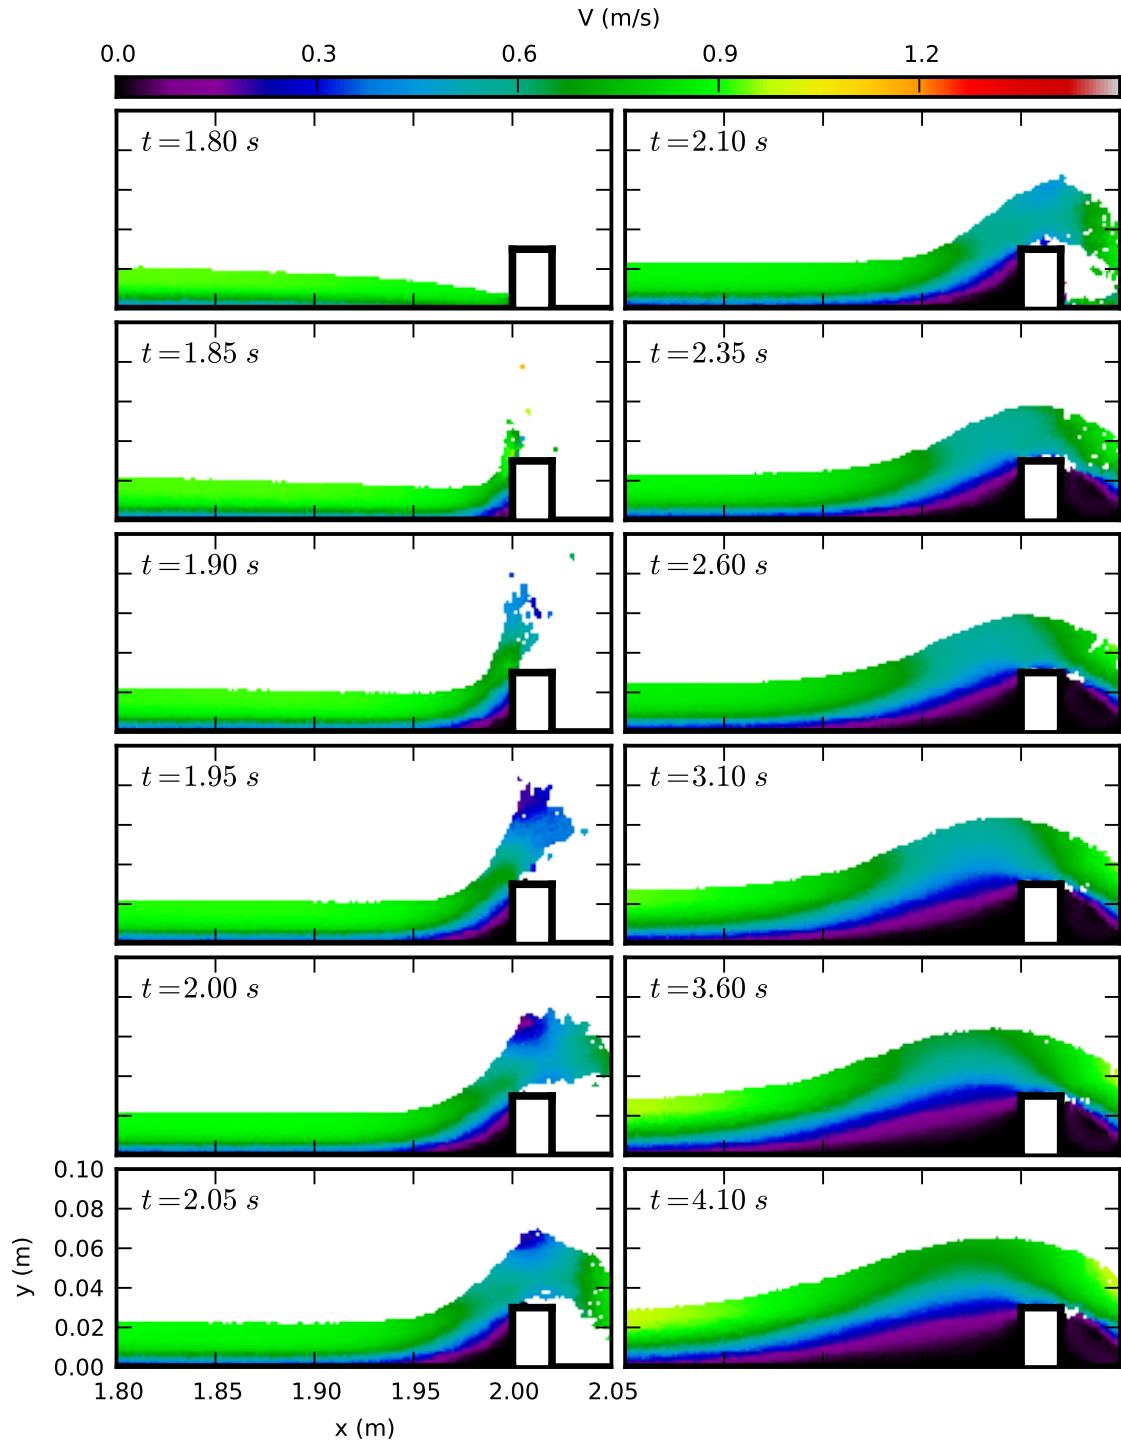 V (m/s)
0.0 0.3 0.6 0.9 1.2
t=1.80 s
t=2.10 s
t=1.85 s
t=2.35 s
t=1.90 s
t=2.60 s
t=1.95 s
t=3.10 s
t=2.00 s
t=3.60 s
t=2.05 s
t=4.10 s
0.10
0.08
0.06
0.04
0.02
0.00
y (m)
1.80 1.85 1.90 1.95 2.00 2.05
x (m)